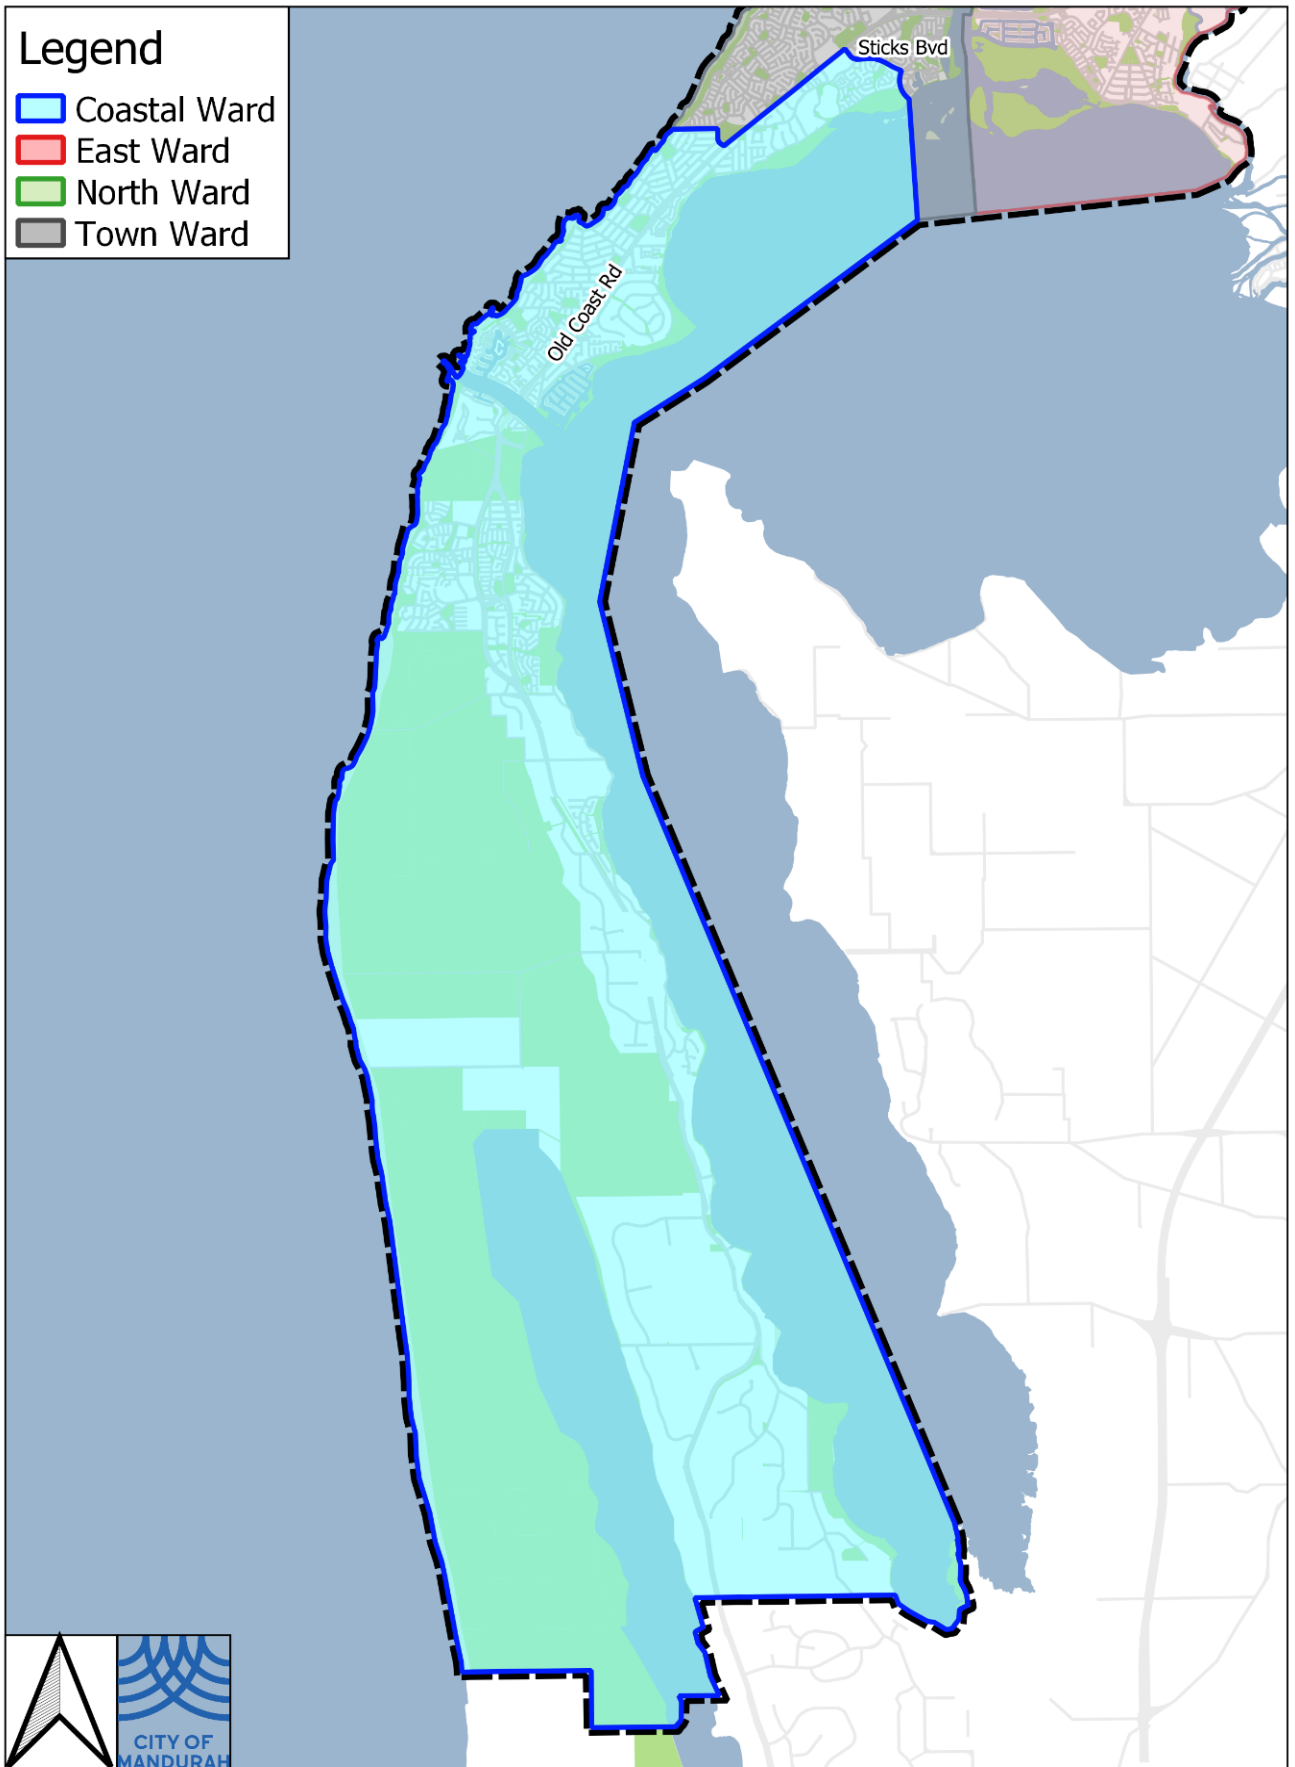 Legend
Coastal Ward
East Ward
North Ward
Town Ward
Sticks Bvd
Old Coast Rd
CITY OF
MANDURAH